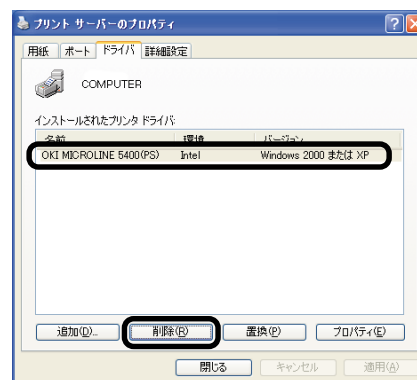 プリント サーバーのプロパティ
用紙 ポート ドライバ 詳細設定
COMPUTER
インストールされたプリンタ ドライバ:
名前 環境 バージョン
OKI MICROLINE 5400(PS) Intel Windows 2000 または XP
追加(D)... 削除(R) 置換(P) プロパティ(E)
閉じる キャンセル 適用(A)